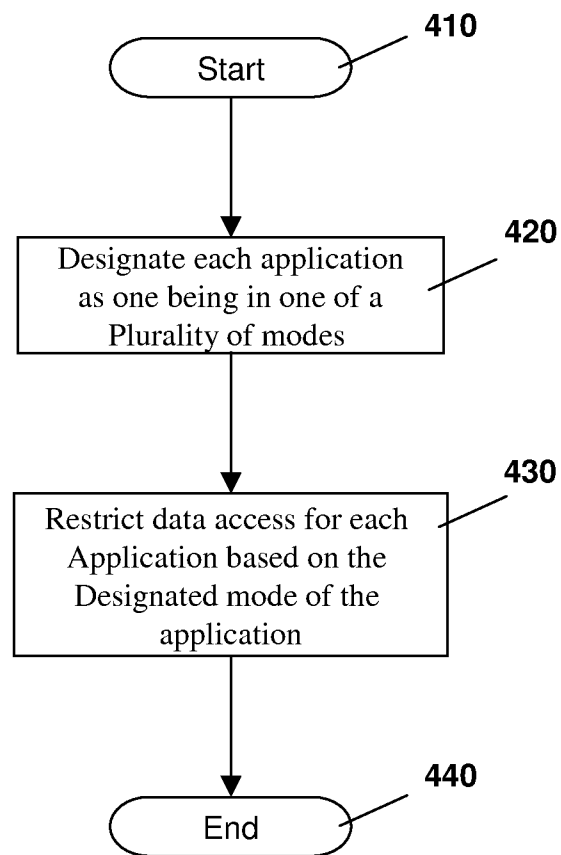 410
Start
420
Designate each application
as one being in one of a
Plurality of modes
430
Restrict data access for each
Application based on the
Designated mode of the
application
440
End